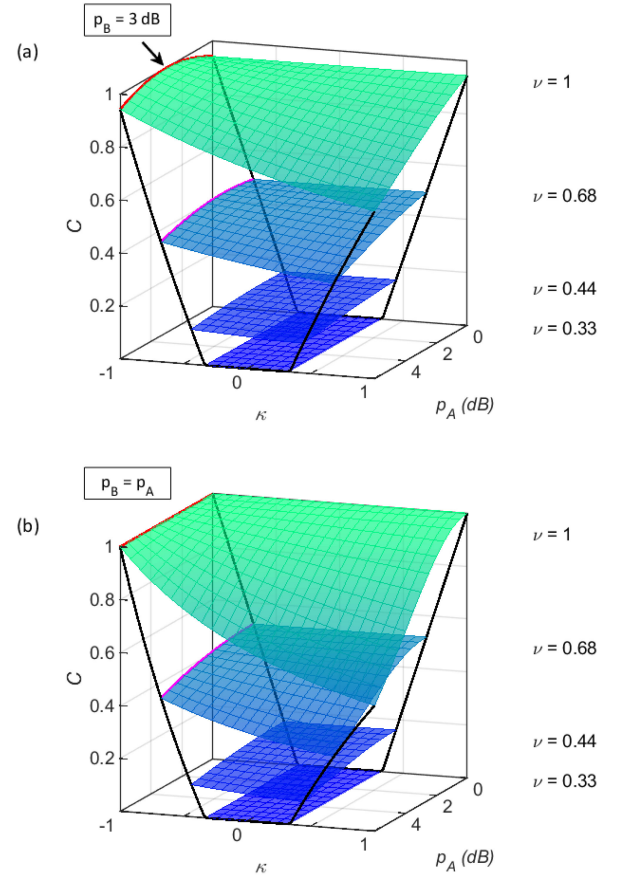 p_B = 3 dB
(a)
1
0.8
0.6
0.4
0.2
C
-1
0
1
κ
0
2
4
p_A (dB)
ν = 1
ν = 0.68
ν = 0.44
ν = 0.33
p_B = p_A
(b)
1
0.8
0.6
0.4
0.2
C
-1
0
1
κ
0
2
4
p_A (dB)
ν = 1
ν = 0.68
ν = 0.44
ν = 0.33